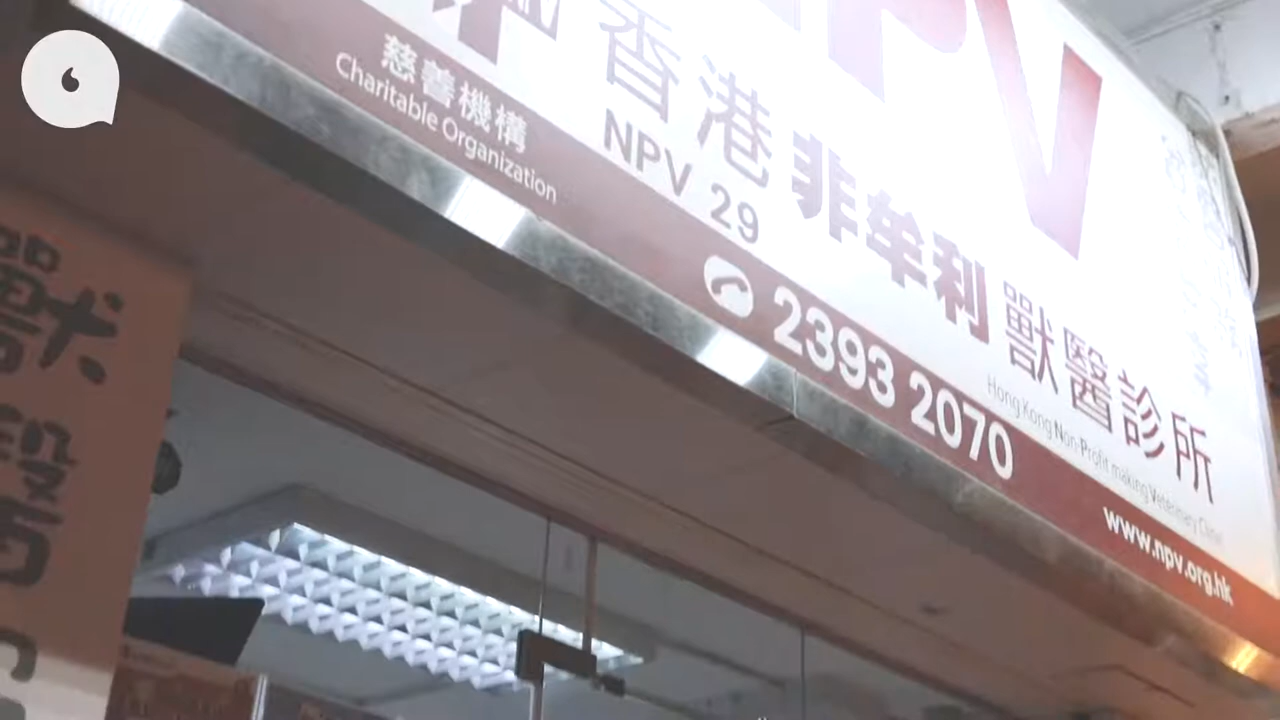 NPV
慈善機構
Charitable Organization
香港非牟利獸醫診所
NPV 29
Hong Kong Non-Profit making Veterinary Clinic
2393 2070
www.npv.org.hk
獸